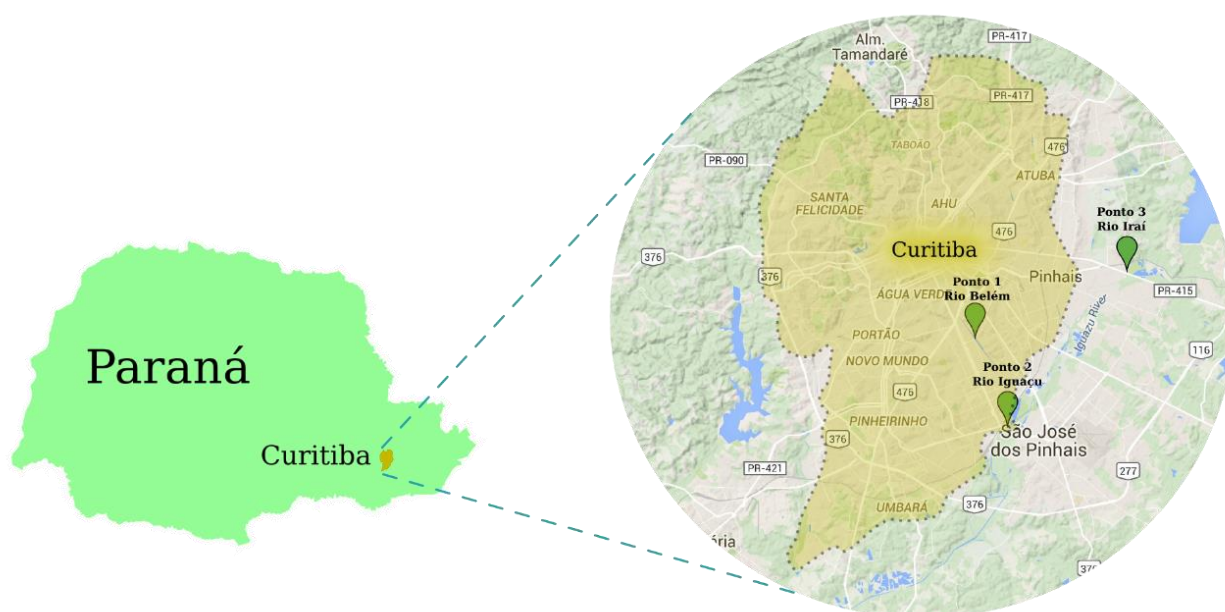 Paraná
Curitiba
PR-417
Alm.
Tamandaré
PR-418
PR-417
TABOÃO
476
PR-090
ATUBA
SANTA
FELICIDADE
AHU
Ponto 3
Rio Iraí
476
Curitiba
376
376
Pinhais
Ponto 1
Rio Belém
ÁGUA VERDE
PR-415
Iguazu River
PORTÃO
NOVO MUNDO
116
Ponto 2
Rio Iguaçu
476
PINHEIRINHO
376
São José
dos Pinhais
PR-421
277
376
UMBARÁ
éria